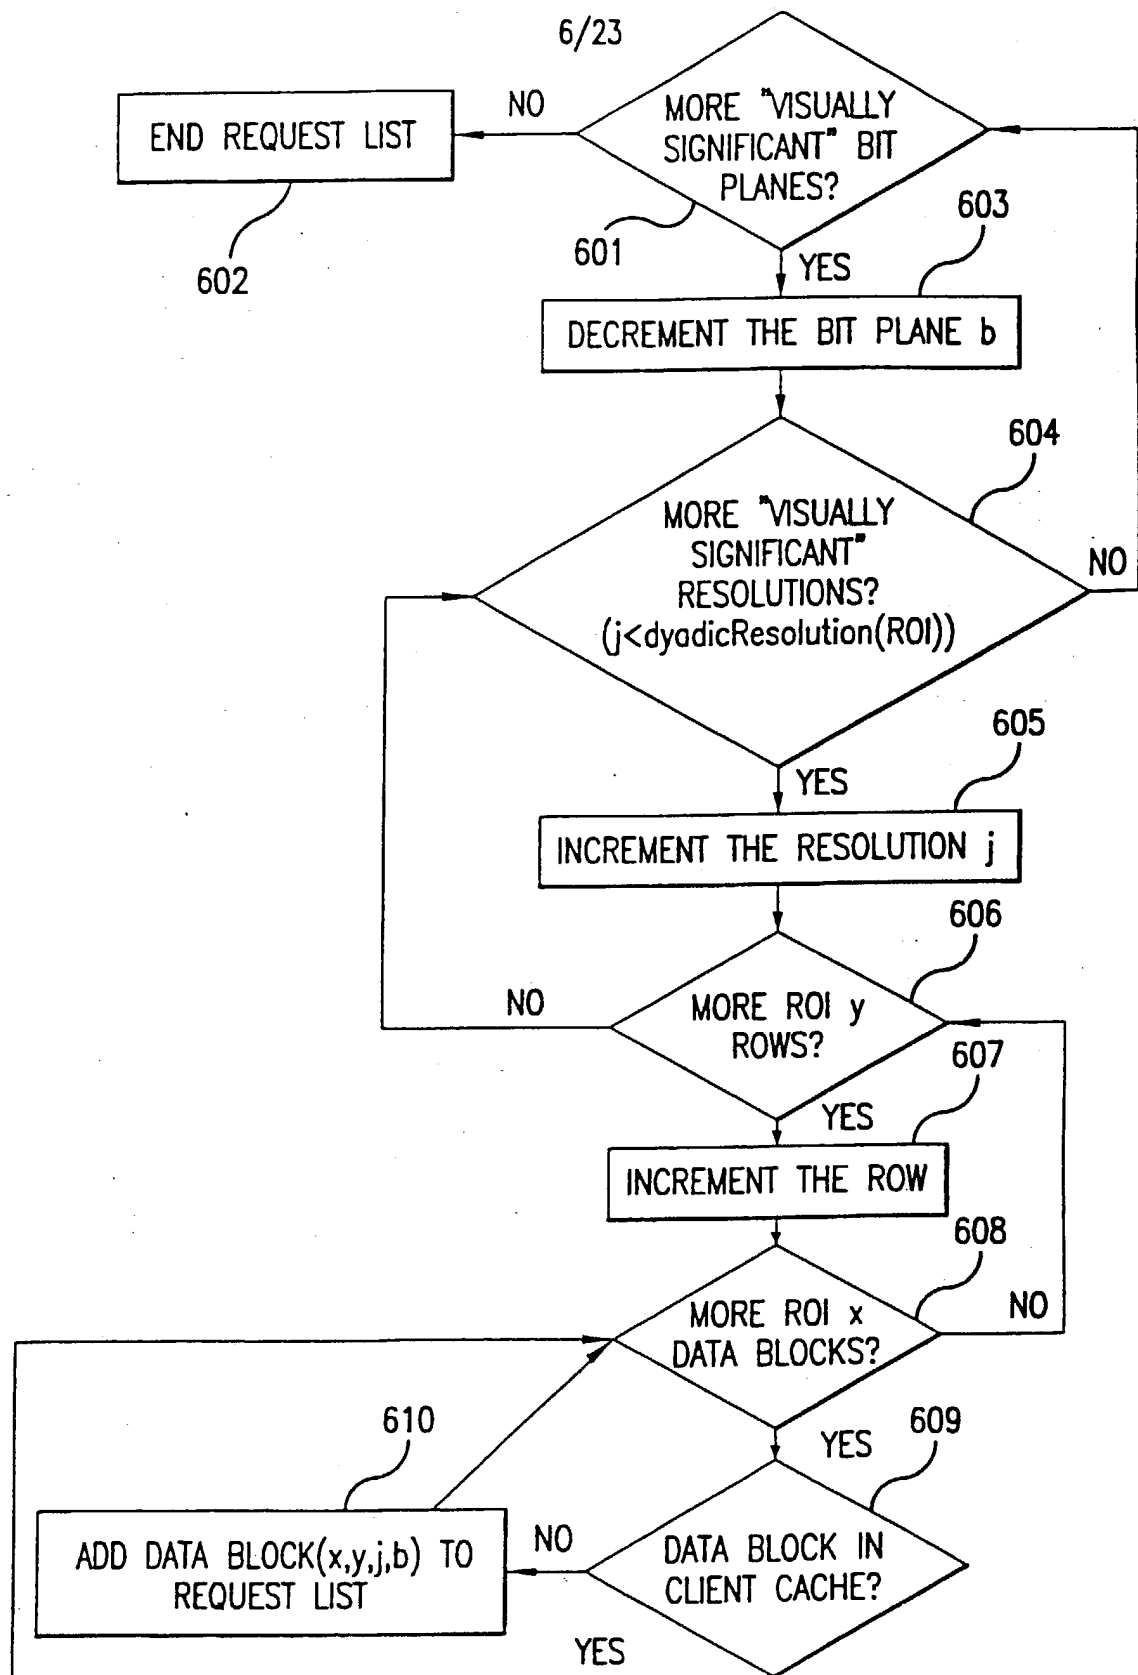 6/23
MORE "VISUALLY
SIGNIFICANT" BIT
PLANES?
NO
END REQUEST LIST
601
602
603
YES
DECREMENT THE BIT PLANE b
604
MORE "VISUALLY
SIGNIFICANT"
RESOLUTIONS?
(j<dyadicResolution(ROI))
NO
605
YES
INCREMENT THE RESOLUTION j
606
MORE ROI y
ROWS?
NO
607
YES
INCREMENT THE ROW
608
MORE ROI x
DATA BLOCKS?
NO
609
YES
610
DATA BLOCK IN
CLIENT CACHE?
NO
ADD DATA BLOCK(x,y,j,b) TO
REQUEST LIST
YES